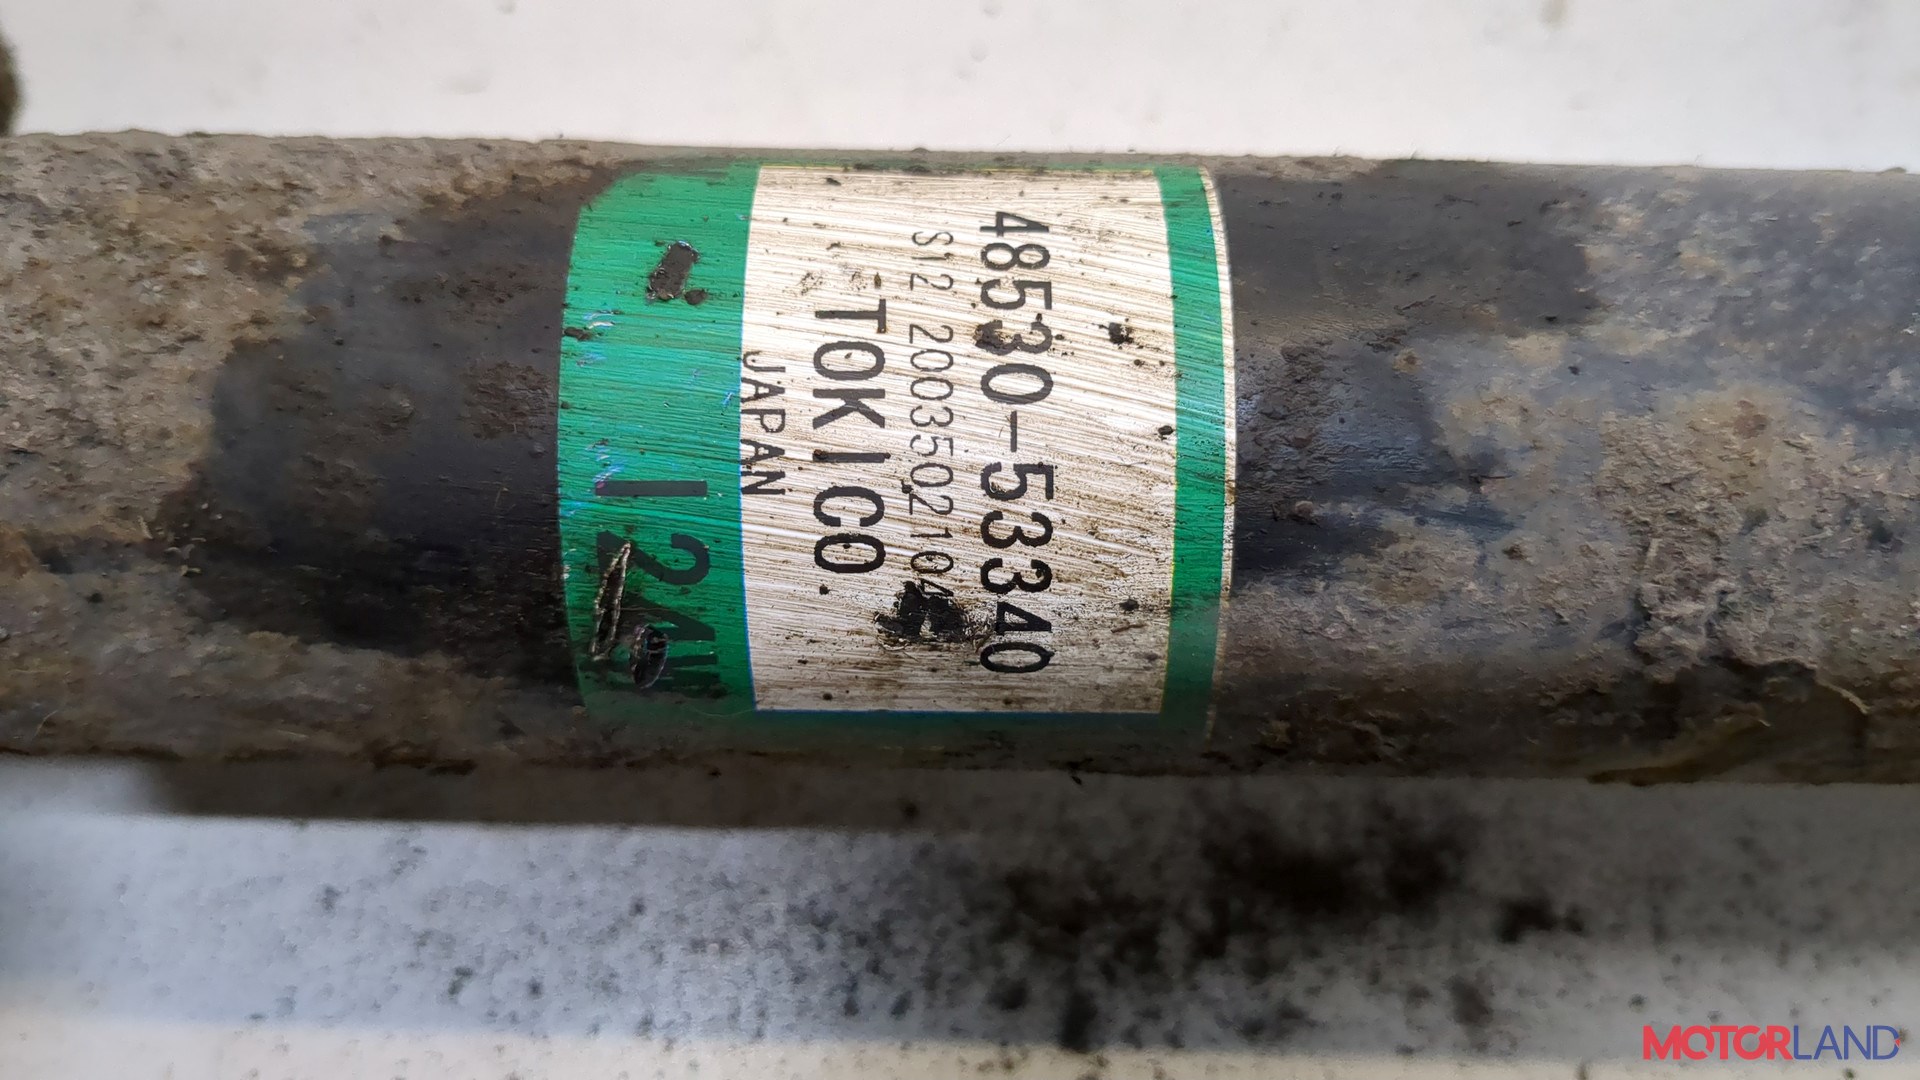 48530-53340
S12 2003502104
TOKICO
JAPAN
MOTORLAND